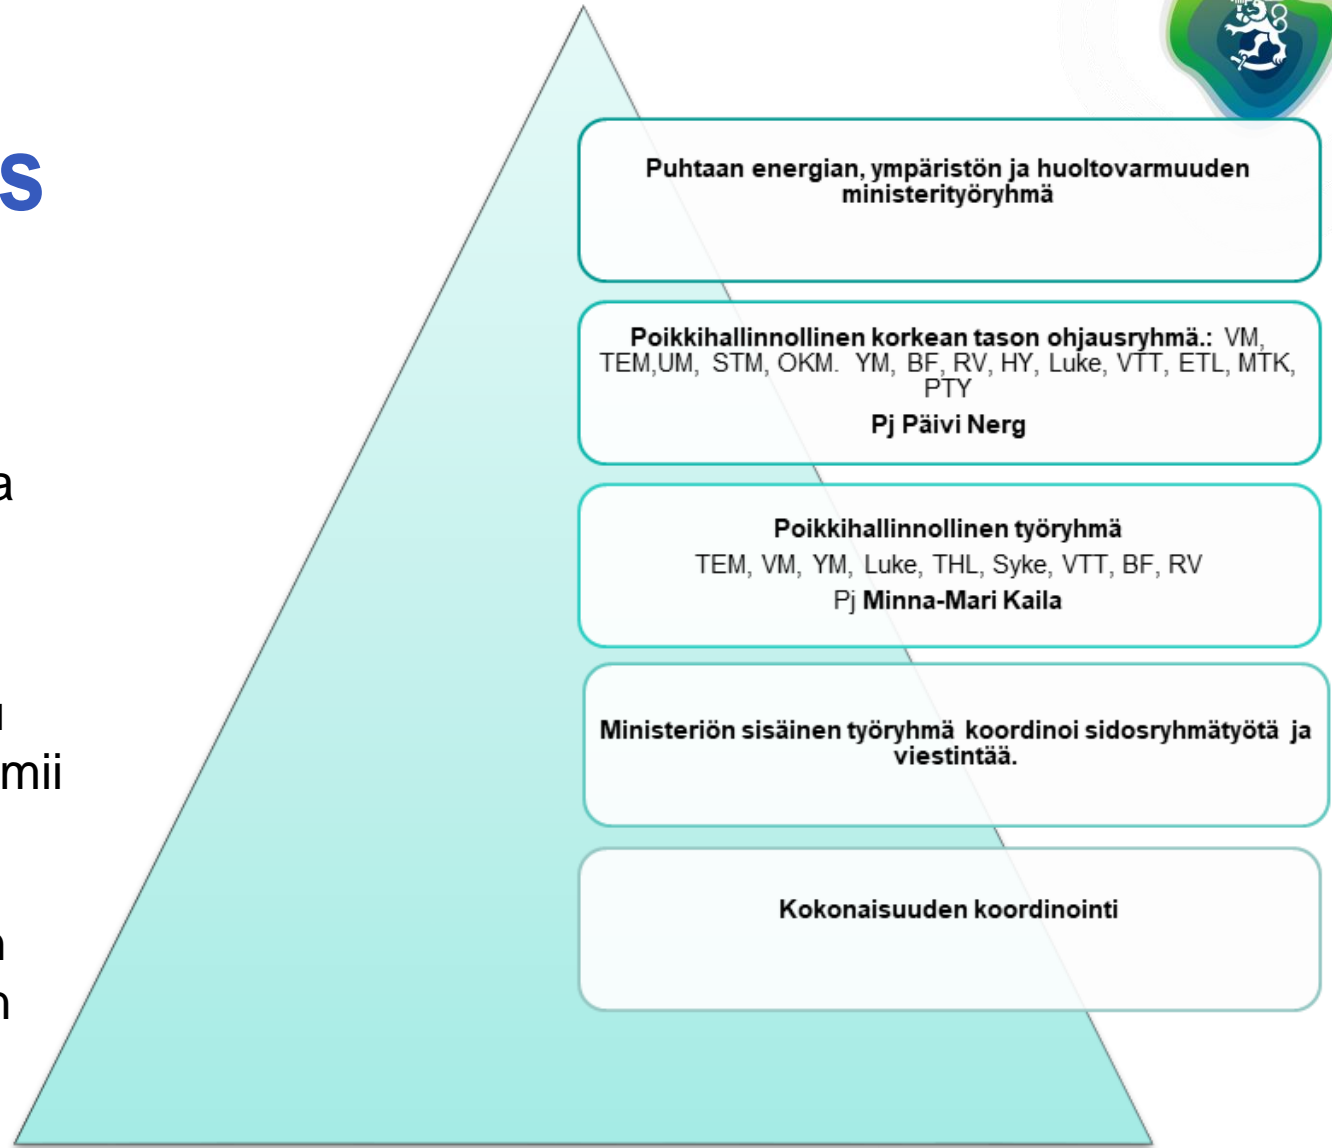 s
Puhtaan energian, ympäristön ja huoltovarmuuden
ministerityöryhmä
Poikkihallinnollinen korkean tason ohjausryhmä.: VM,
TEM,UM, STM, OKM. YM, BF, RV, HY, Luke, VTT, ETL, MTK,
PTY
Pj Päivi Nerg
a
Poikkihallinnollinen työryhmä
TEM, VM, YM, Luke, THL, Syke, VTT, BF, RV
Pj Minna-Mari Kaila
mii
Ministeriön sisäinen työryhmä koordinoi sidosryhmätyötä ja
viestintää.
Kokonaisuuden koordinointi